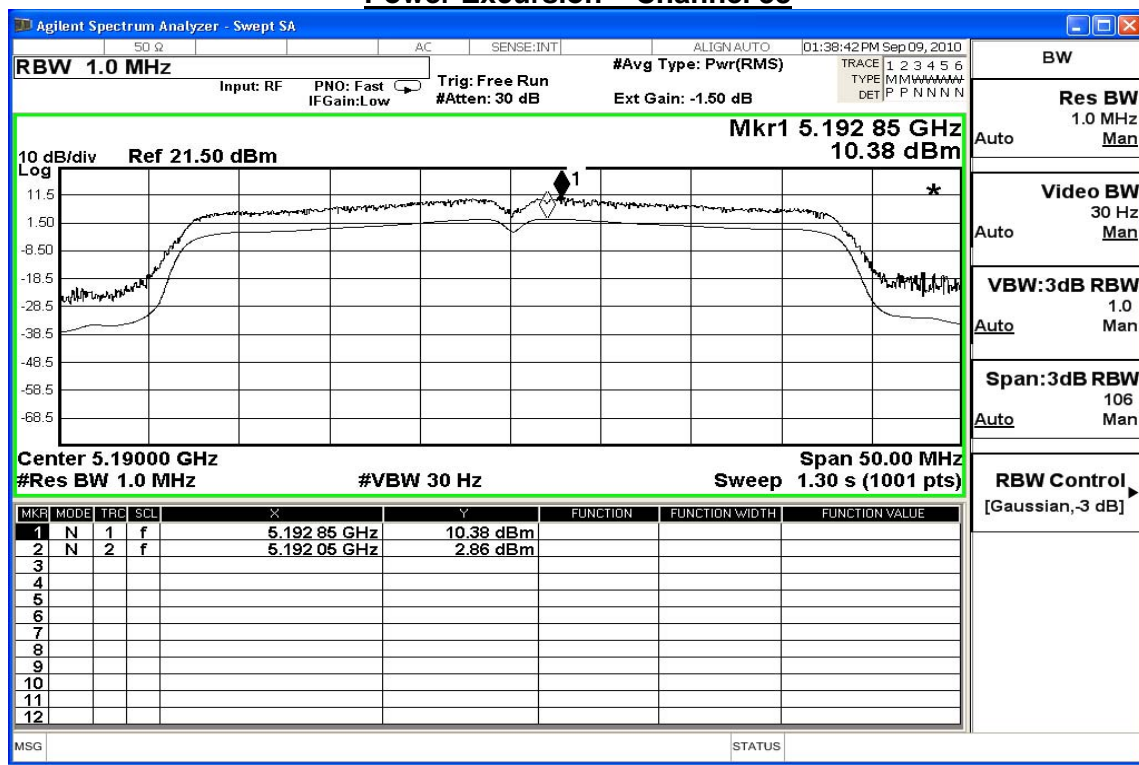 Agilent Spectrum Analyzer - Swept SA
50 Ω AC SENSE:INT ALIGN AUTO 01:38:42 PM Sep 09, 2010
RBW 1.0 MHz
Input: RF PNO: Fast Trig: Free Run #Avg Type: Pwr(RMS) TRACE 1 2 3 4 5 6
IFGain:Low #Atten: 30 dB Ext Gain: -1.50 dB TYPE MMWWWW
DET P P N N N N
Mkr1 5.192 85 GHz
10.38 dBm
10 dB/div Ref 21.50 dBm
Log
1
*
11.5
1.50
-8.50
-18.5
-28.5
-38.5
-48.5
-58.5
-68.5
Center 5.19000 GHz Span 50.00 MHz
#Res BW 1.0 MHz #VBW 30 Hz Sweep 1.30 s (1001 pts)
MKR MODE TRC SCL X Y FUNCTION FUNCTION WIDTH FUNCTION VALUE
1 N 1 f 5.192 85 GHz 10.38 dBm
2 N 2 f 5.192 05 GHz 2.86 dBm
3
4
5
6
7
8
9
10
11
12
MSG STATUS
BW
Res BW
1.0 MHz
Auto Man
Video BW
30 Hz
Auto Man
VBW:3dB RBW
1.0
Auto Man
Span:3dB RBW
106
Auto Man
RBW Control
[Gaussian,-3 dB]